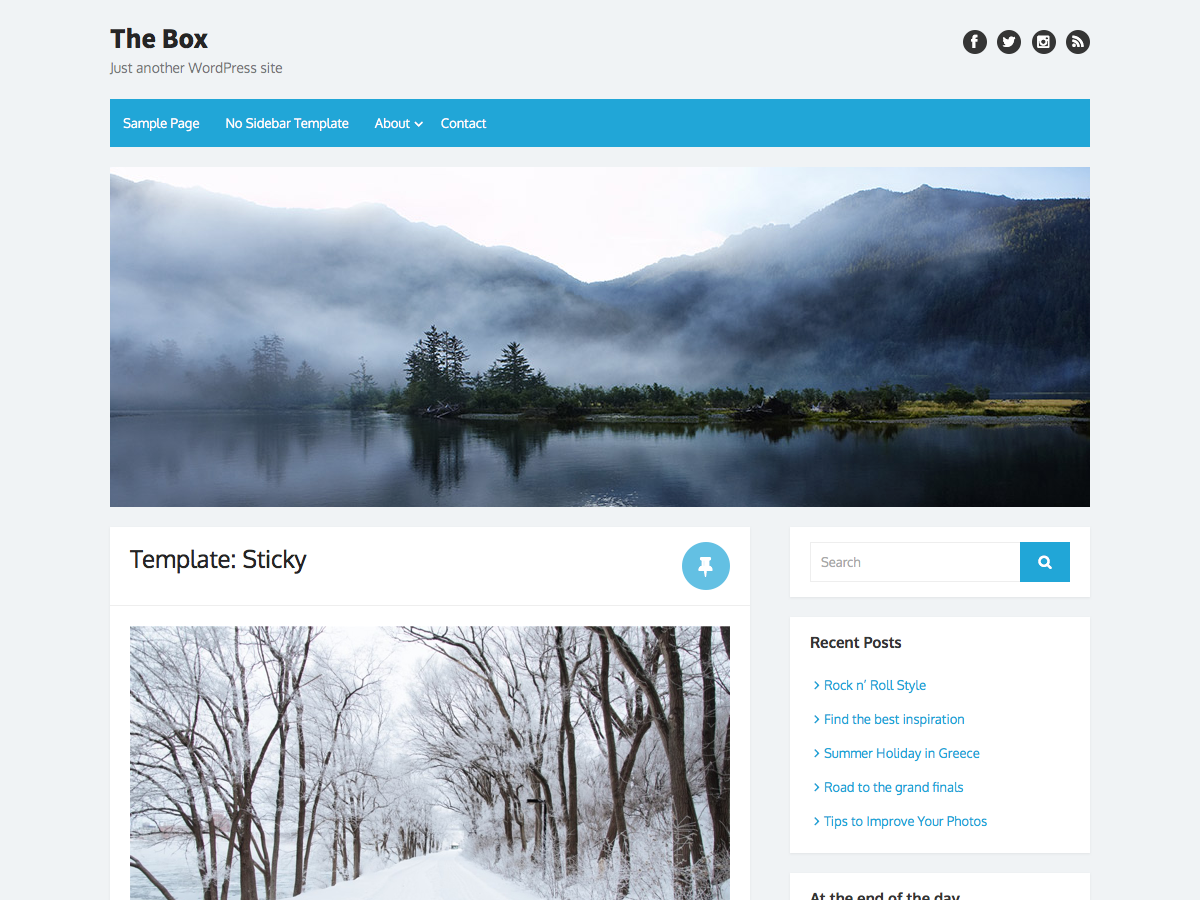 The Box
Just another WordPress site
Sample Page No Sidebar Template About Contact
Template: Sticky
Search
Recent Posts
Rock n’ Roll Style
Find the best inspiration
Summer Holiday in Greece
Road to the grand finals
Tips to Improve Your Photos
At the end of the day